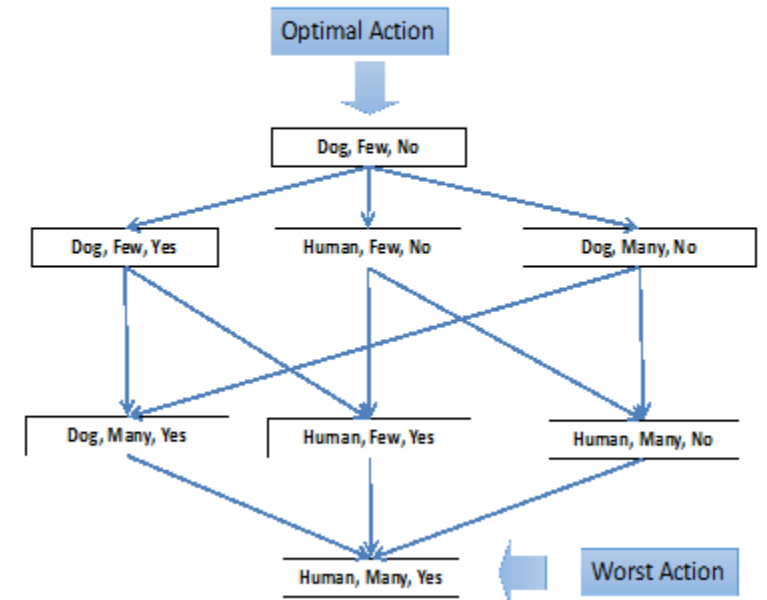 Optimal Action
Dog, Few, No
Dog, Few, Yes
Human, Few, No
Dog, Many, No
Dog, Many, Yes
Human, Few, Yes
Human, Many, No
Human, Many, Yes
Worst Action